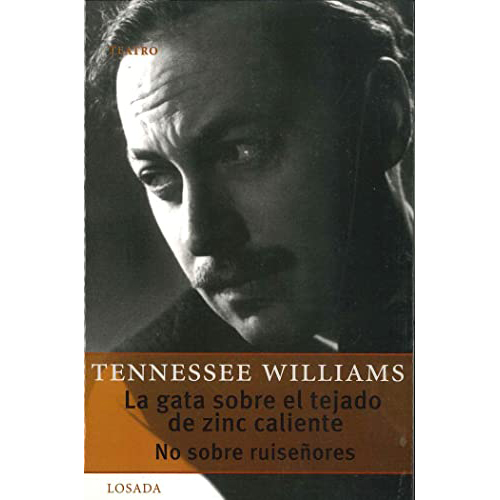 TEATRO
TENNESSEE WILLIAMS
La gata sobre el tejado
de zinc caliente
No sobre ruiseñores
LOSADA